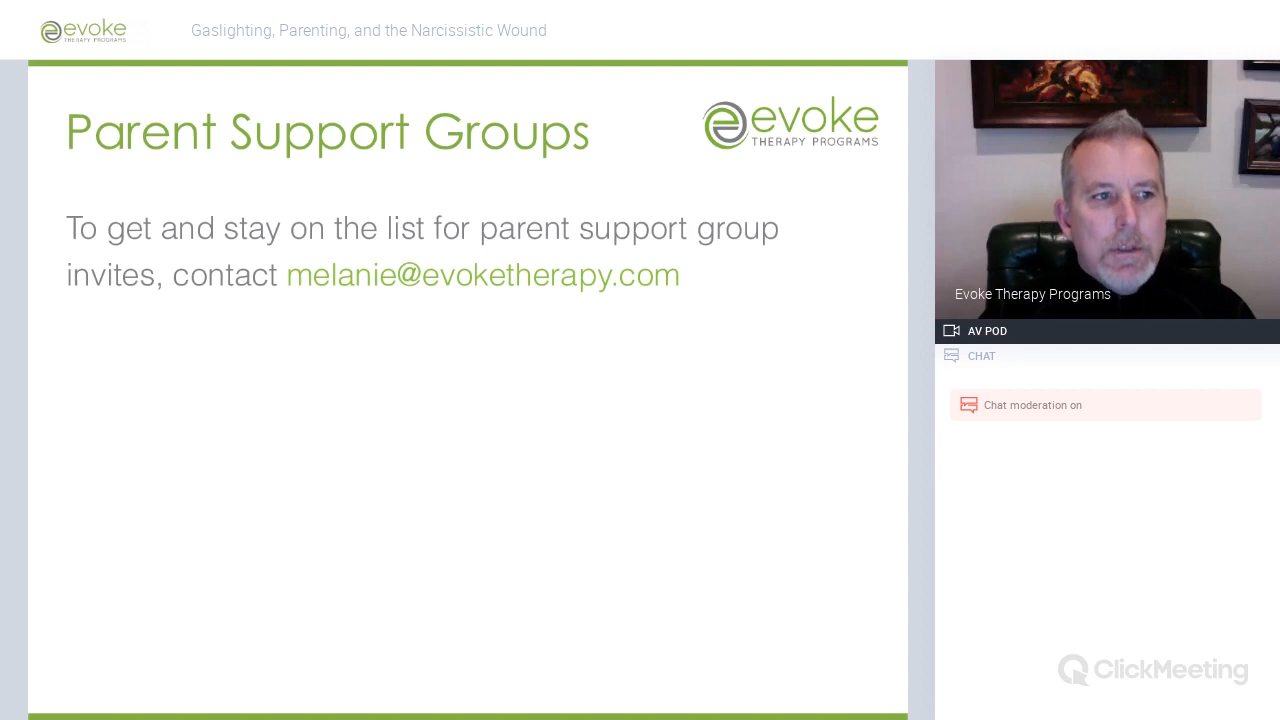 evoke
THERAPY PROGRAMS
Gaslighting, Parenting, and the Narcissistic Wound
Parent Support Groups
evoke
THERAPY PROGRAMS
To get and stay on the list for parent support group
invites, contact melanie@evoketherapy.com
Evoke Therapy Programs
AV POD
CHAT
Chat moderation on
ClickMeeting